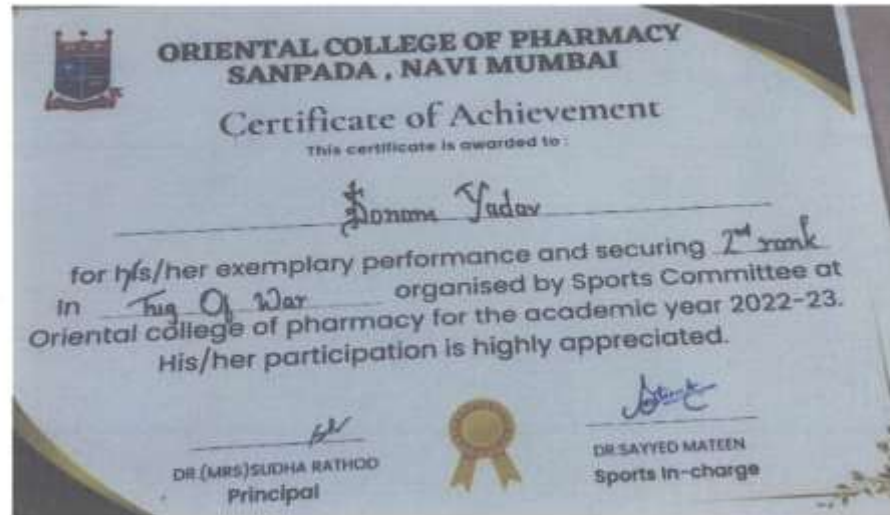 ORIENTAL COLLEGE OF PHARMACY
SANPADA , NAVI MUMBAI
Certificate of Achievement
This certificate is awarded to :
Sonam Yadav
for his/her exemplary performance and securing 2nd rank
In Tug Of War organised by Sports Committee at
Oriental college of pharmacy for the academic year 2022-23.
His/her participation is highly appreciated.
DR.(MRS)SUDHA RATHOD
Principal
DR.SAYYED MATEEN
Sports In-charge